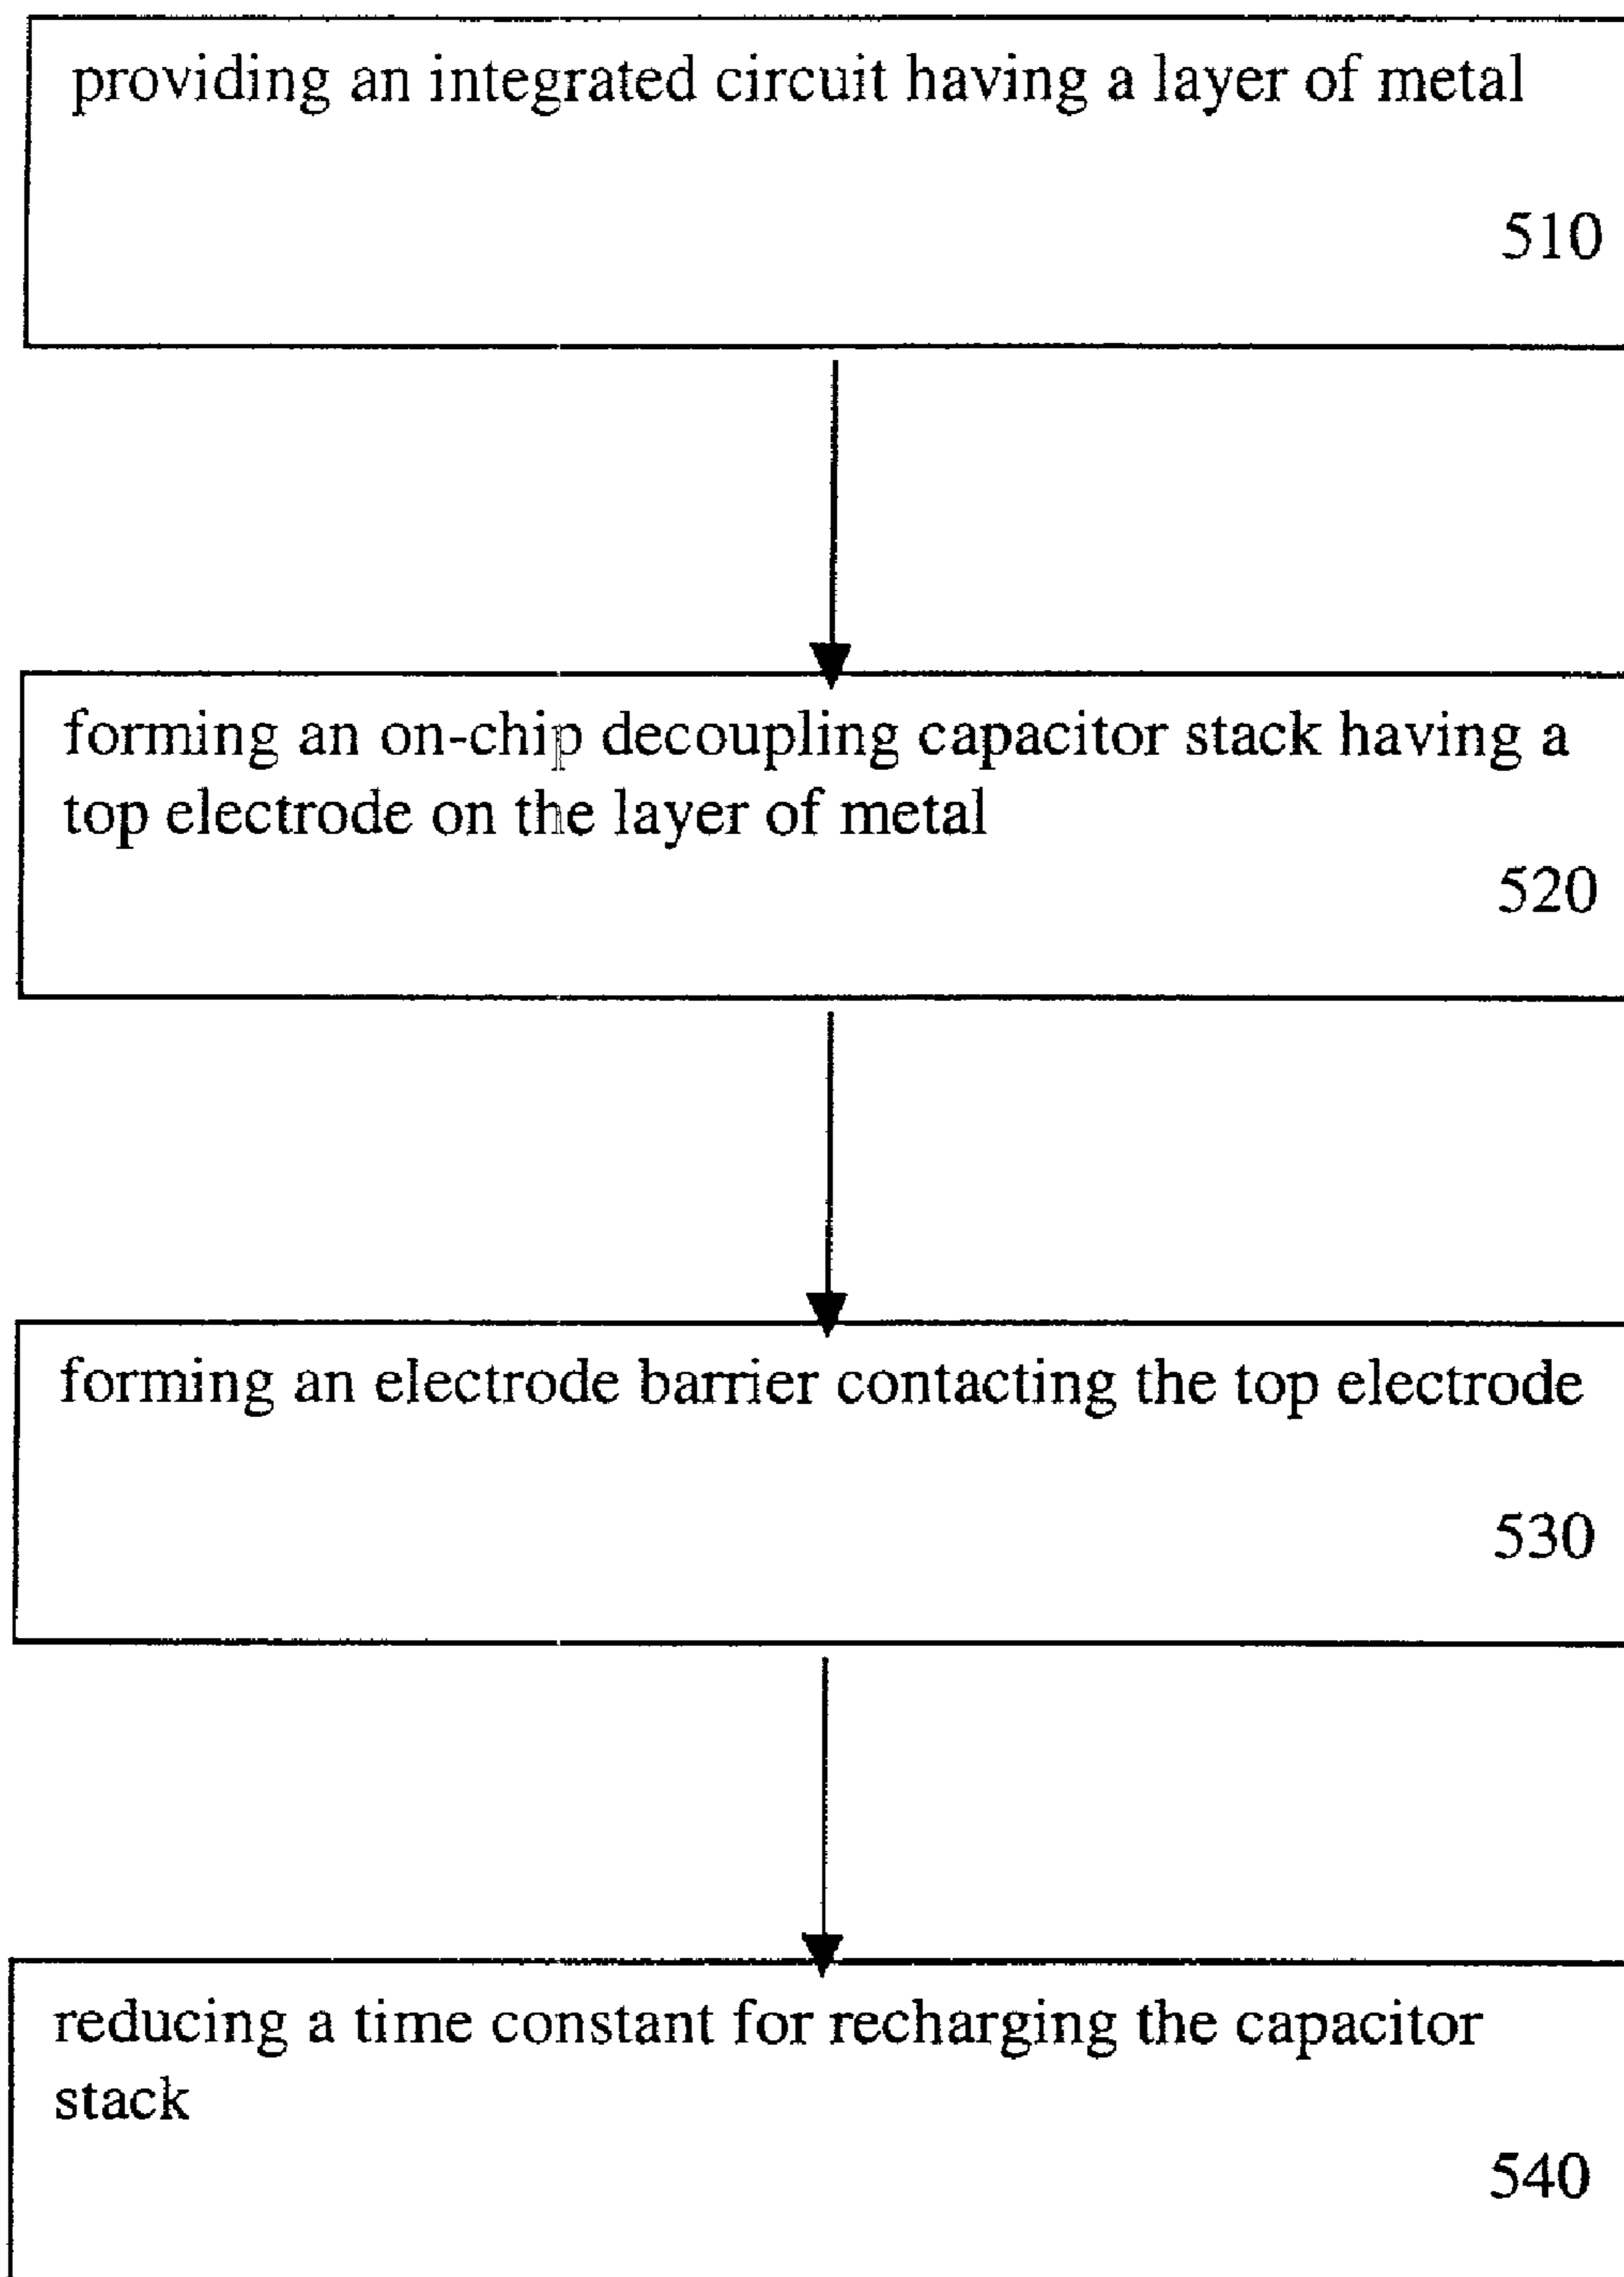 providing an integrated circuit having a layer of metal
510
forming an on-chip decoupling capacitor stack having a
top electrode on the layer of metal
520
forming an electrode barrier contacting the top electrode
530
reducing a time constant for recharging the capacitor
stack
540